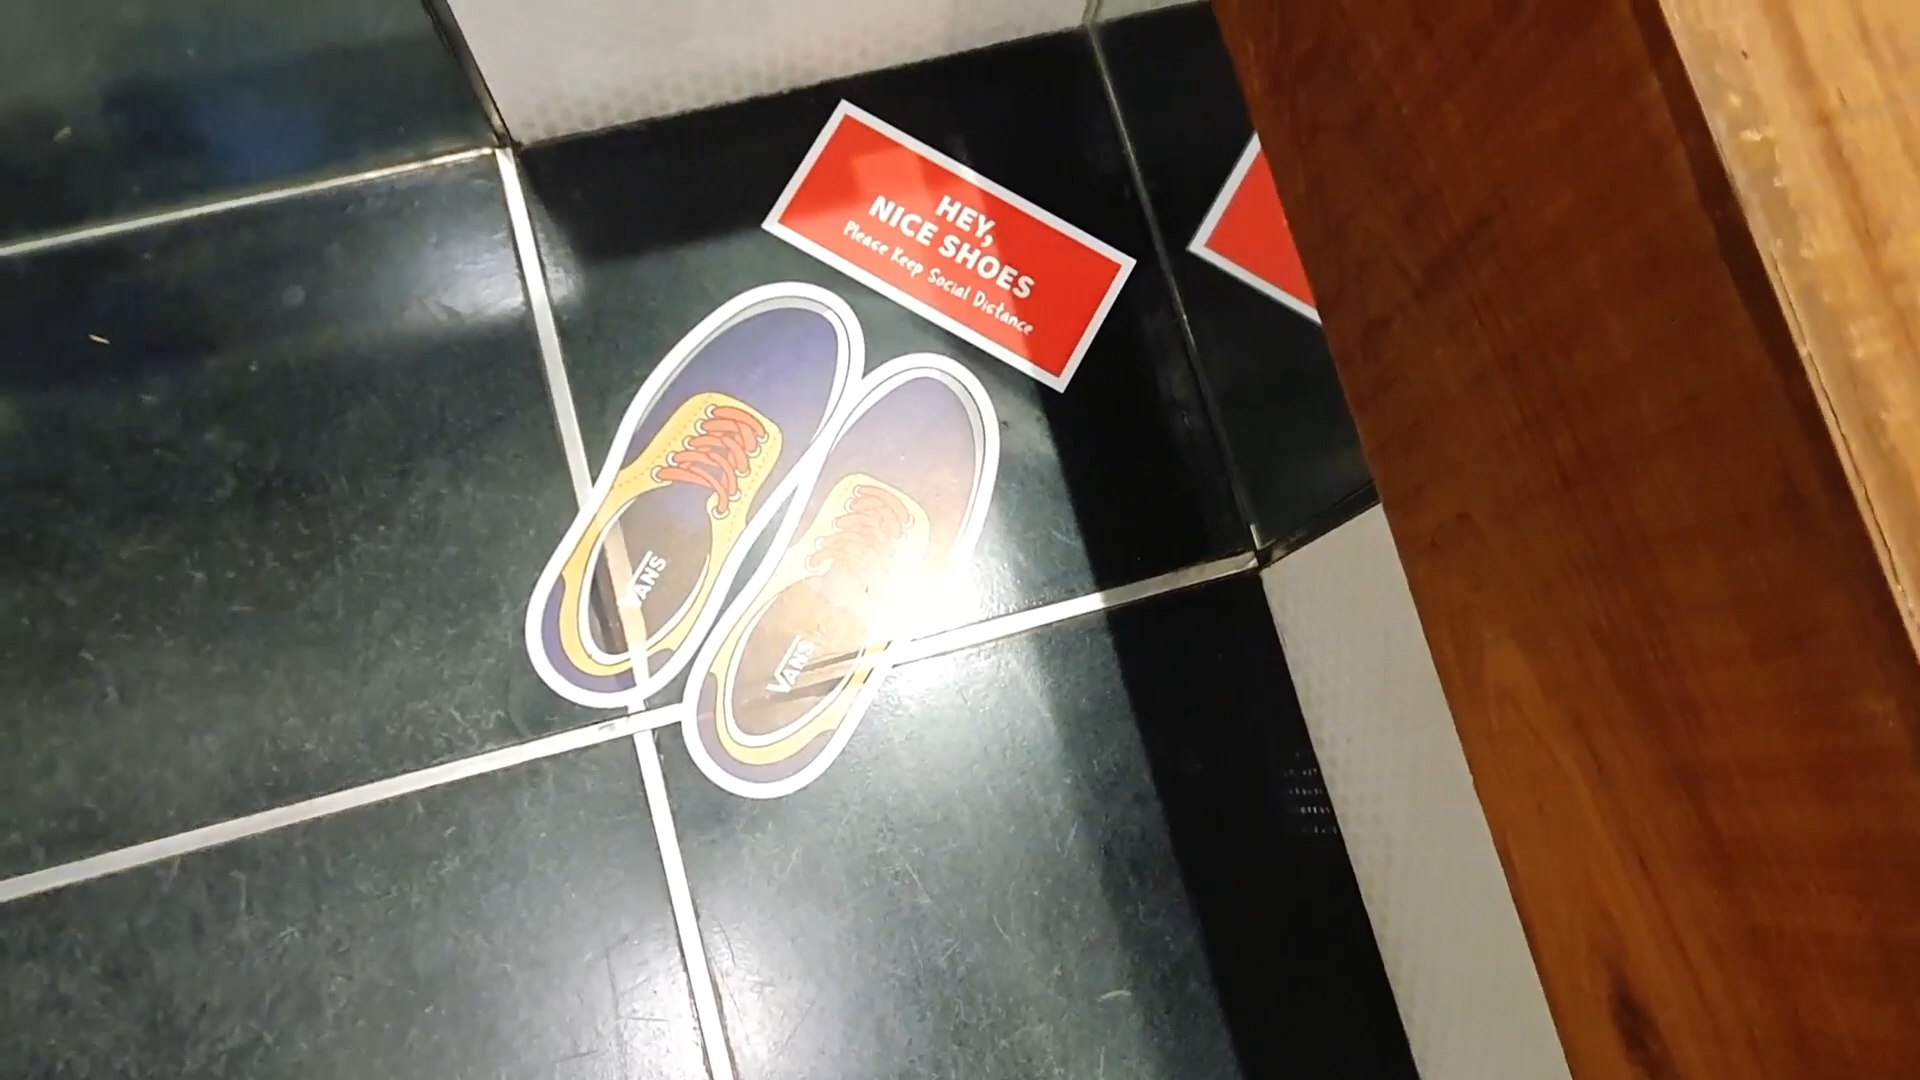 HEY,
NICE SHOES
Please Keep Social Distance
VANS
VANS